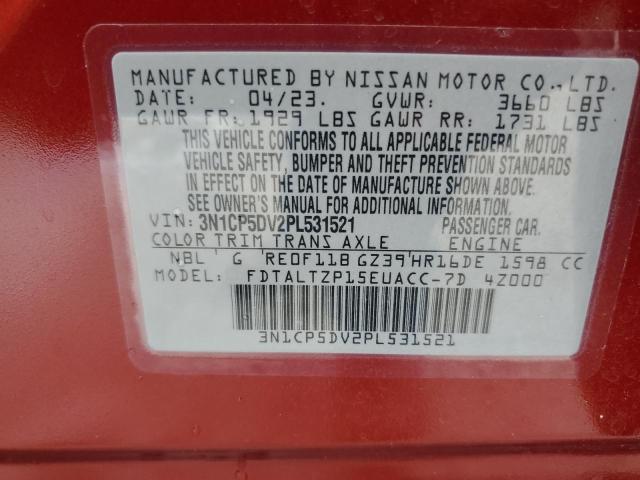 MANUFACTURED BY NISSAN MOTOR CO.,LTD.
DATE: 04/23. GVWR: 3660 LBS
GAWR FR: 1929 LBS GAWR RR: 1731 LBS
THIS VEHICLE CONFORMS TO ALL APPLICABLE FEDERAL MOTOR
VEHICLE SAFETY, BUMPER AND THEFT PREVENTION STANDARDS
IN EFFECT ON THE DATE OF MANUFACTURE SHOWN ABOVE.
SEE OWNER'S MANUAL FOR ADDITIONAL INFORMATION.
VIN: 3N1CP5DV2PL531521 PASSENGER CAR.
COLOR TRIM TRANS AXLE ENGINE
NBL G RE0F11B GZ39 HR16DE 1598 CC
MODEL: FDTALTZP15EUACC-7D 4Z000
3N1CP5DV2PL531521